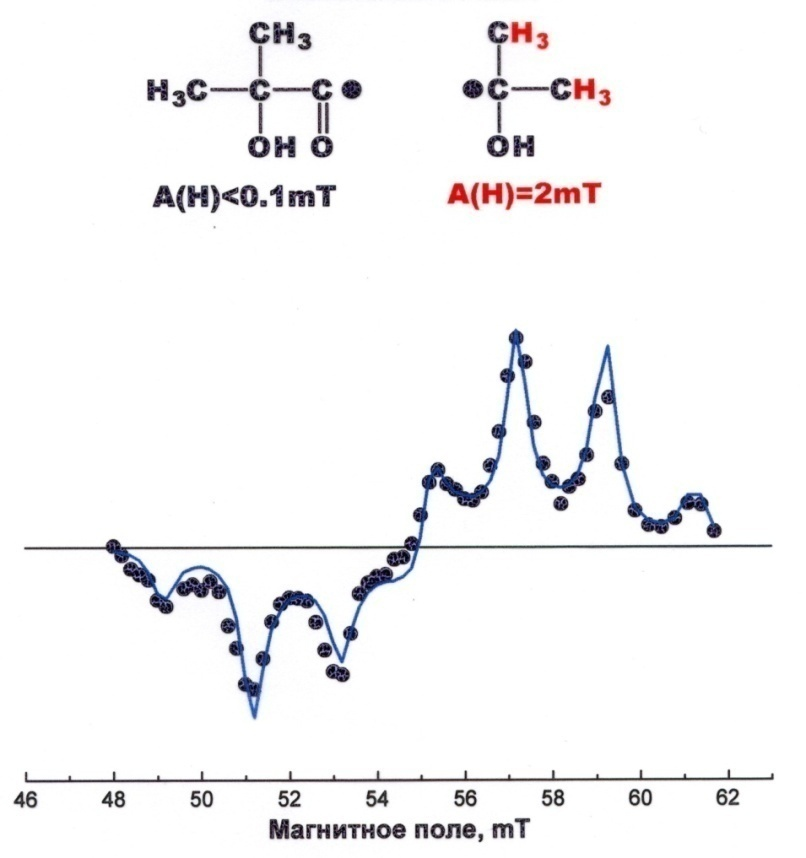 CH3 CH3
H3C C C C CH3
OH O OH
A(H)<0.1mT A(H)=2mT
46 48 50 52 54 56 58 60 62
Магнитное поле, mT